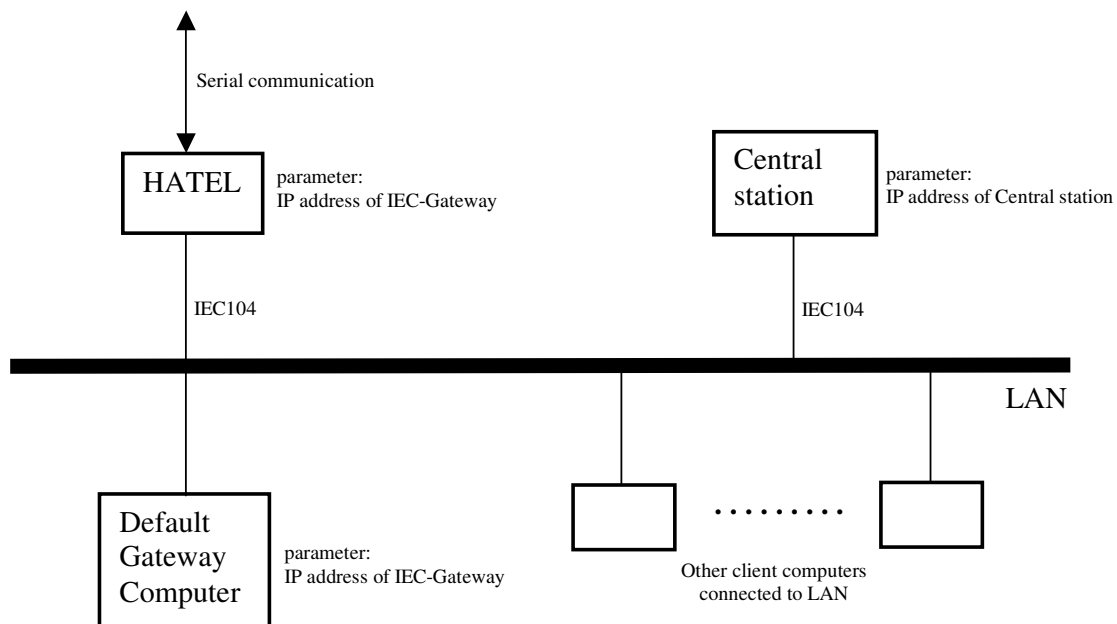 Serial communication
HATEL
parameter:
IP address of IEC-Gateway
Central
station
parameter:
IP address of Central station
IEC104
IEC104
LAN
Default
Gateway
Computer
parameter:
IP address of IEC-Gateway
Other client computers
connected to LAN